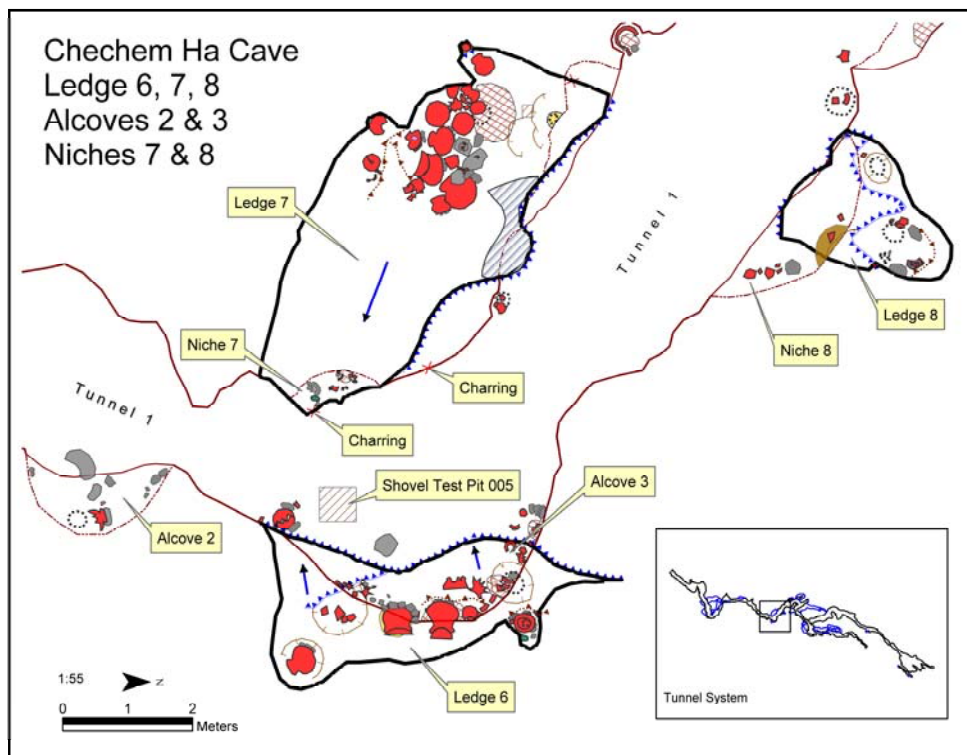 Chechem Ha Cave
Ledge 6, 7, 8
Alcoves 2 & 3
Niches 7 & 8
Ledge 7
Tunnel 1
Ledge 8
Niche 8
Niche 7
Charring
Tunnel 1
Charring
Shovel Test Pit 005
Alcove 3
Alcove 2
Ledge 6
1:55
N
0 1 2
Meters
Tunnel System